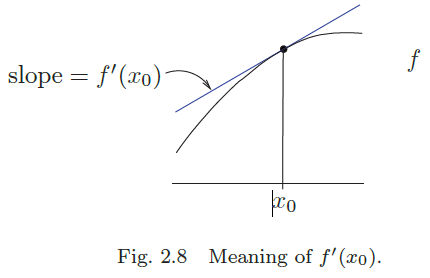 f
slope = f'(x₀)
x₀
Fig. 2.8 Meaning of f'(x₀).